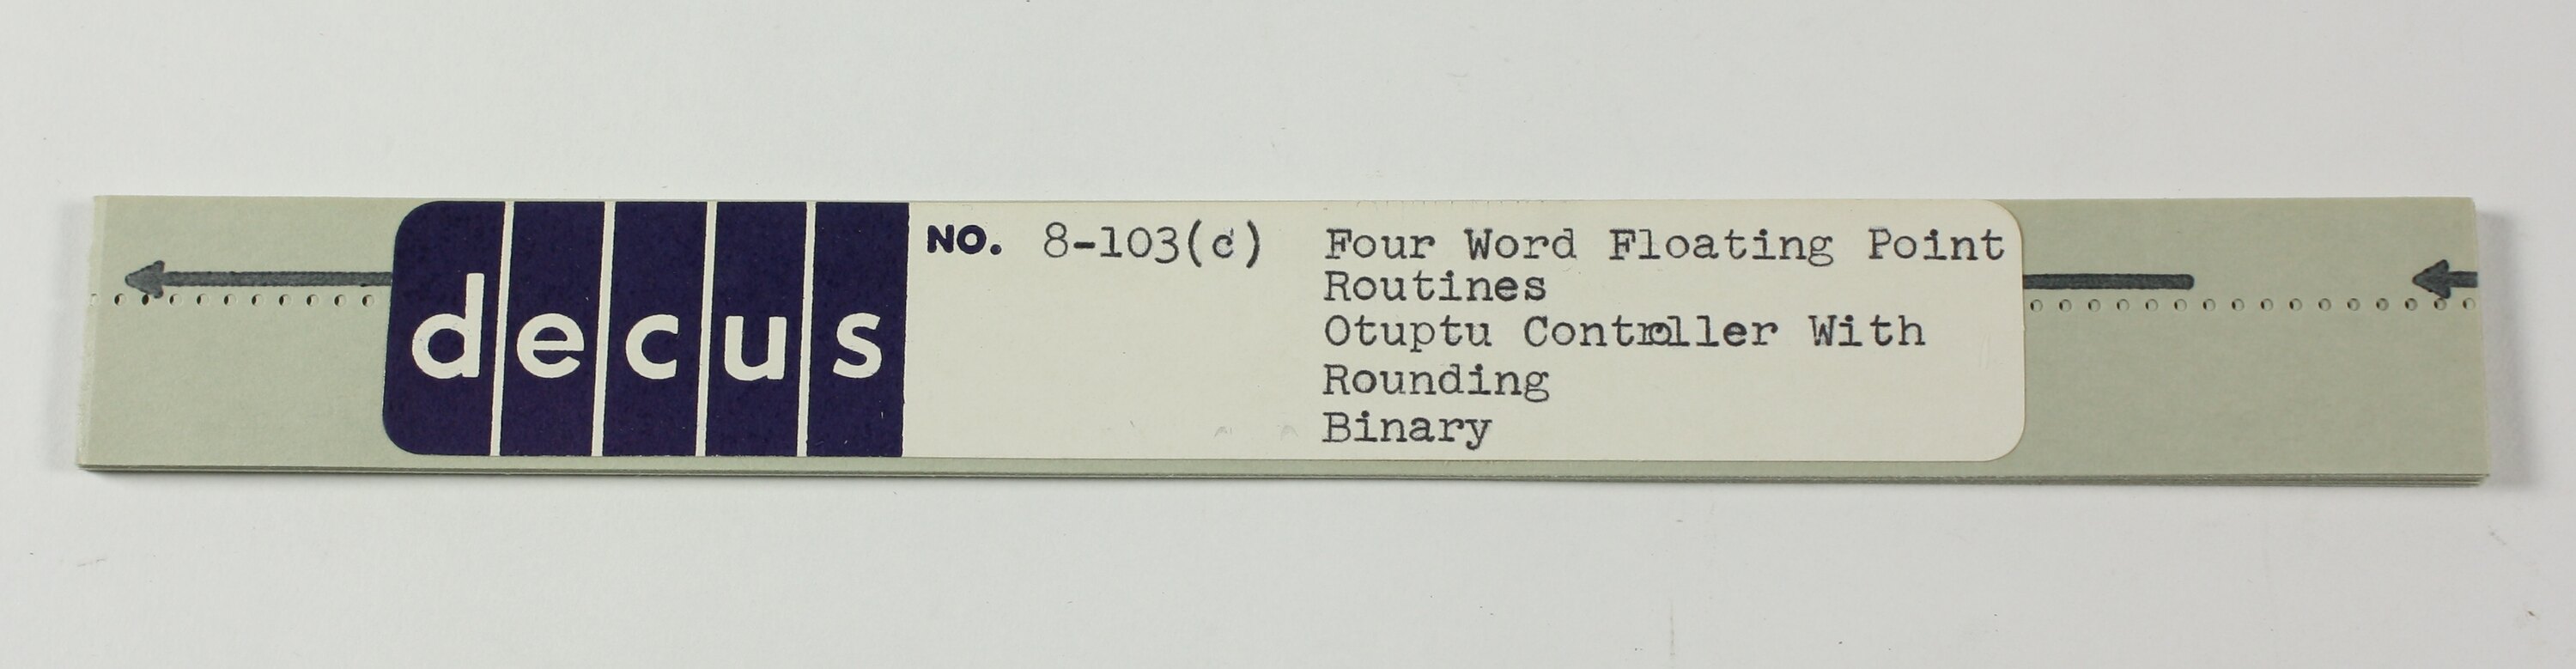 decus
NO. 8-103(c) Four Word Floating Point
Routines
Otuptu Controller With
Rounding
Binary